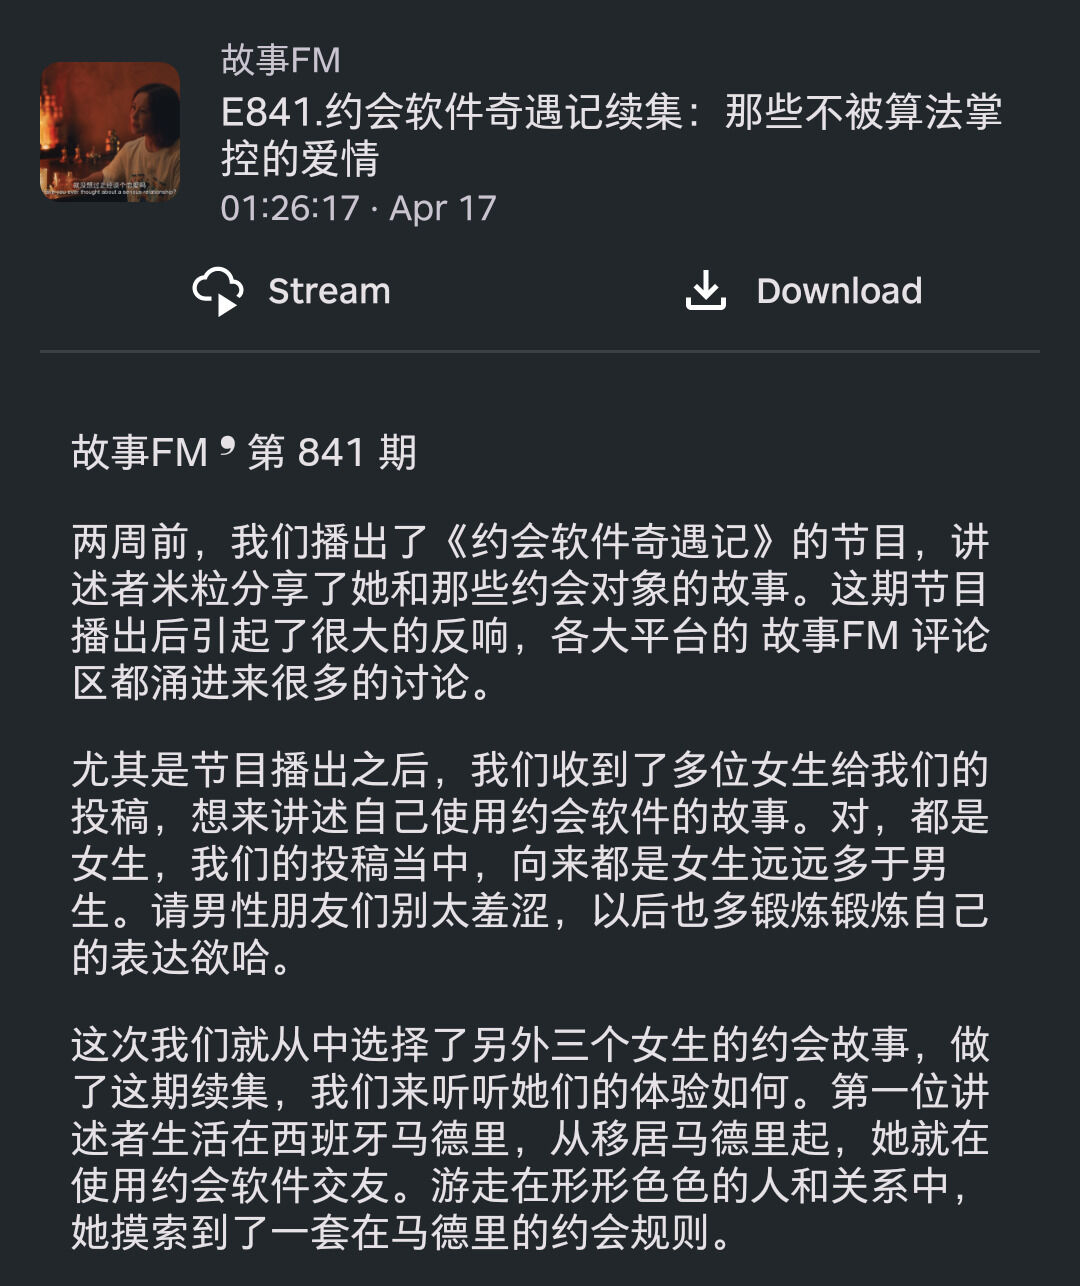 故事FM
E841.约会软件奇遇记续集：那些不被算法掌
控的爱情
01:26:17 · Apr 17
就没想过正经谈个恋爱吗
Have you ever thought about a serious relationship?
Stream
Download
故事FM❜第 841 期
两周前，我们播出了《约会软件奇遇记》的节目，讲
述者米粒分享了她和那些约会对象的故事。这期节目
播出后引起了很大的反响，各大平台的 故事FM 评论
区都涌进来很多的讨论。
尤其是节目播出之后，我们收到了多位女生给我们的
投稿，想来讲述自己使用约会软件的故事。对，都是
女生，我们的投稿当中，向来都是女生远远多于男
生。请男性朋友们别太羞涩，以后也多锻炼锻炼自己
的表达欲哈。
这次我们就从中选择了另外三个女生的约会故事，做
了这期续集，我们来听听她们的体验如何。第一位讲
述者生活在西班牙马德里，从移居马德里起，她就在
使用约会软件交友。游走在形形色色的人和关系中，
她摸索到了一套在马德里的约会规则。